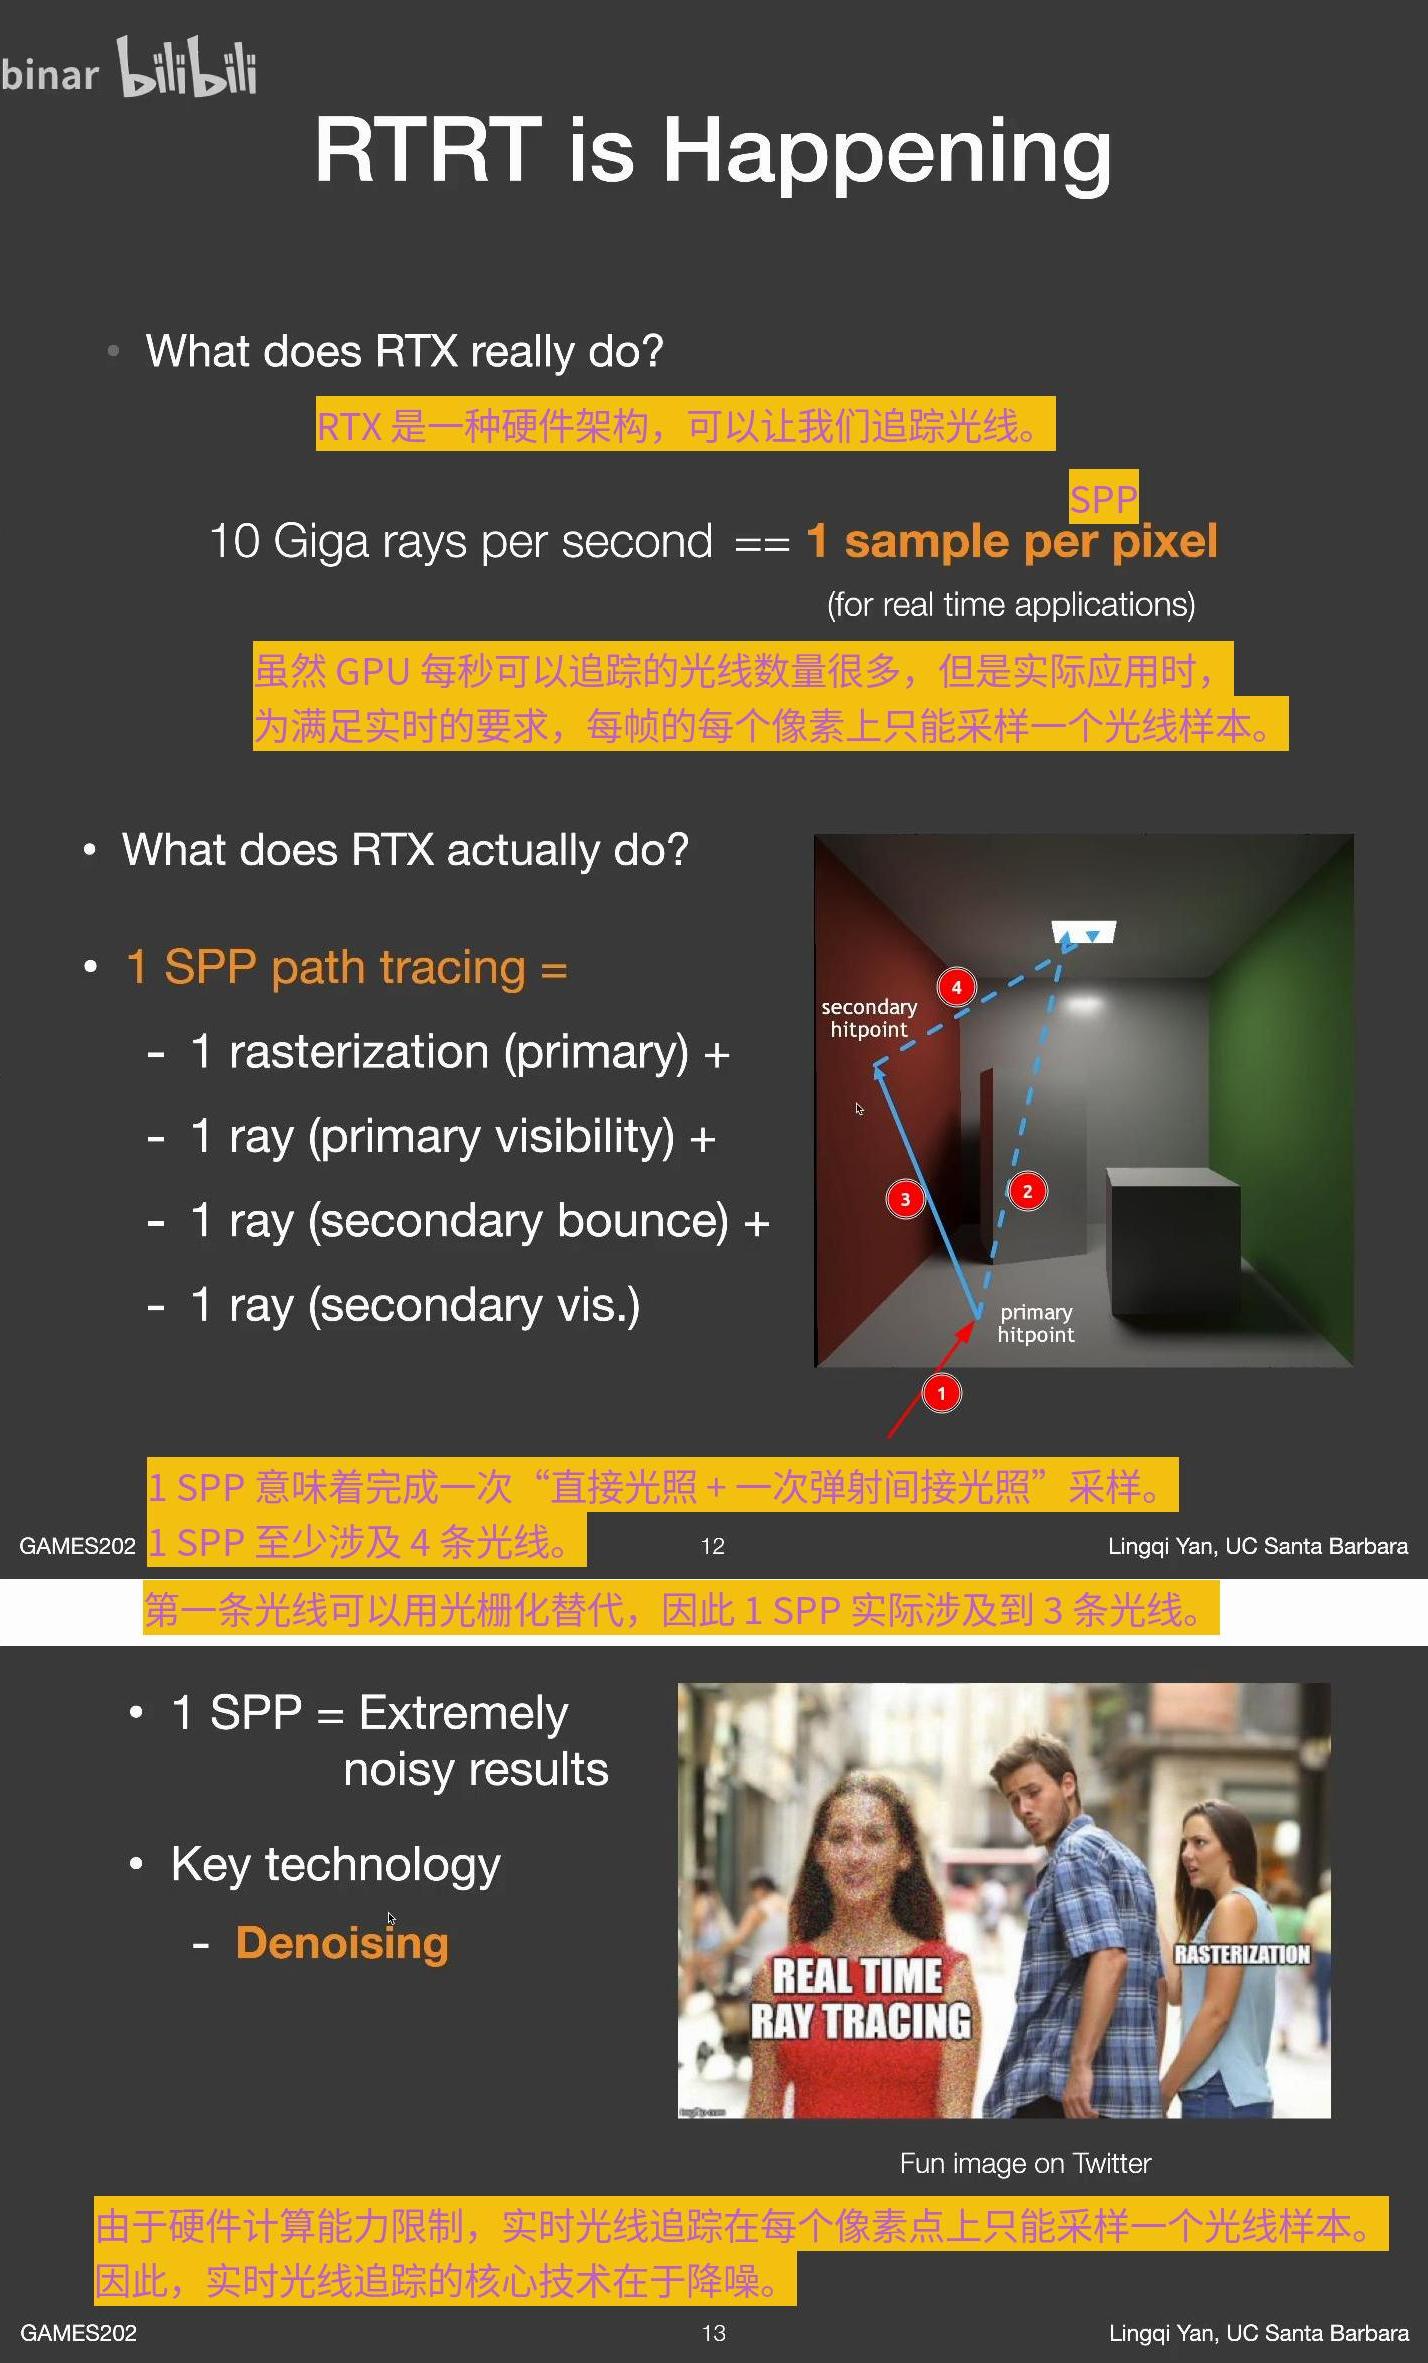 binar bilibili
RTRT is Happening
• What does RTX really do?
RTX 是一种硬件架构，可以让我们追踪光线。
SPP
10 Giga rays per second == 1 sample per pixel
(for real time applications)
虽然 GPU 每秒可以追踪的光线数量很多，但是实际应用时，
为满足实时的要求，每帧的每个像素上只能采样一个光线样本。
• What does RTX actually do?
• 1 SPP path tracing =
- 1 rasterization (primary) +
- 1 ray (primary visibility) +
- 1 ray (secondary bounce) +
- 1 ray (secondary vis.)
4
secondary
hitpoint
3
2
primary
hitpoint
1
1 SPP 意味着完成一次“直接光照 + 一次弹射间接光照”采样。
1 SPP 至少涉及 4 条光线。
GAMES202
12
Lingqi Yan, UC Santa Barbara
第一条光线可以用光栅化替代，因此 1 SPP 实际涉及到 3 条光线。
• 1 SPP = Extremely
noisy results
• Key technology
- Denoising
REAL TIME
RAY TRACING
RASTERIZATION
imgflip.com
Fun image on Twitter
由于硬件计算能力限制，实时光线追踪在每个像素点上只能采样一个光线样本。
因此，实时光线追踪的核心技术在于降噪。
GAMES202
13
Lingqi Yan, UC Santa Barbara